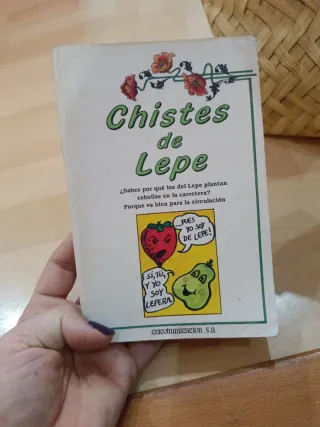 Chistes
de
Lepe
¿Sabes por qué los del Lepe plantan
cebollas en la carretera?
Porque va bien para la circulación
...PUES
YO SOY
DE LEPE!
SÍ, TÚ,
Y YO
SOY
LEPERA.